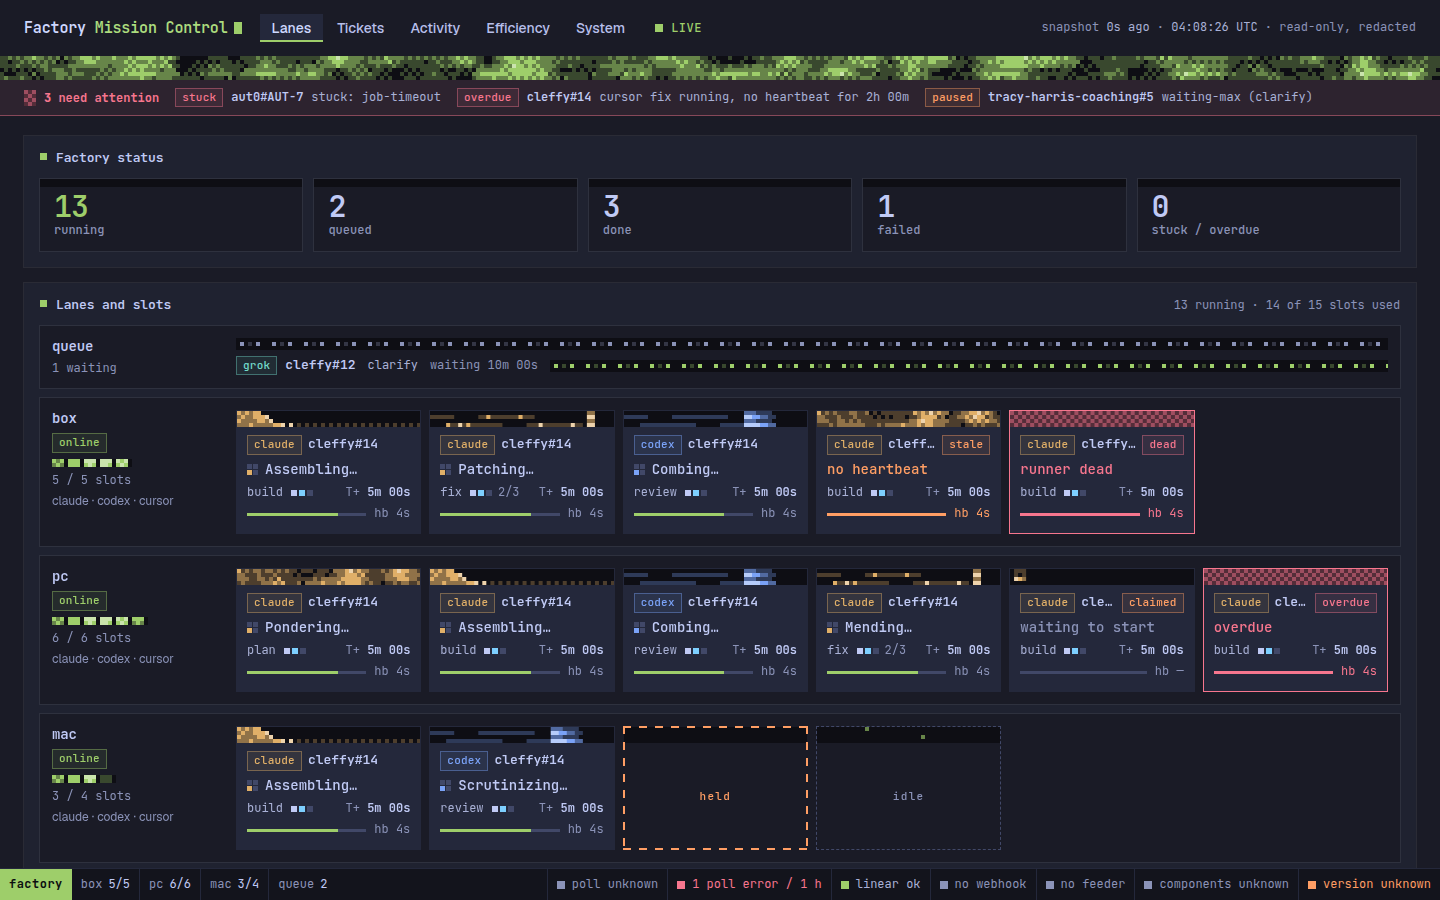 Factory Mission Control Lanes Tickets Activity Efficiency System LIVE snapshot 0s ago · 04:08:26 UTC · read-only, redacted
3 need attention stuck aut0#AUT-7 stuck: job-timeout overdue cleffy#14 cursor fix running, no heartbeat for 2h 00m paused tracy-harris-coaching#5 waiting-max (clarify)
Factory status
13 2 3 1 0
running queued done failed stuck / overdue
Lanes and slots 13 running · 14 of 15 slots used
queue
1 waiting grok cleffy#12 clarify waiting 10m 00s
box
online claude cleffy#14 claude cleffy#14 codex cleffy#14 claude cleff… stale claude cleffy… dead
Assembling… Patching… Combing… no heartbeat runner dead
5 / 5 slots build T+ 5m 00s fix 2/3 T+ 5m 00s review T+ 5m 00s build T+ 5m 00s build T+ 5m 00s
claude · codex · cursor hb 4s hb 4s hb 4s hb 4s hb 4s
pc
online claude cleffy#14 claude cleffy#14 codex cleffy#14 claude cleffy#14 claude cle… claimed claude cle… overdue
Pondering… Assembling… Combing… Mending… waiting to start overdue
6 / 6 slots plan T+ 5m 00s build T+ 5m 00s review T+ 5m 00s fix 2/3 T+ 5m 00s build T+ 5m 00s build T+ 5m 00s
claude · codex · cursor hb 4s hb 4s hb 4s hb 4s hb — hb 4s
mac
online claude cleffy#14 codex cleffy#14
Assembling… Scrutinizing… held idle
3 / 4 slots build T+ 5m 00s review T+ 5m 00s
claude · codex · cursor hb 4s hb 4s
factory box 5/5 pc 6/6 mac 3/4 queue 2 poll unknown 1 poll error / 1 h linear ok no webhook no feeder components unknown version unknown